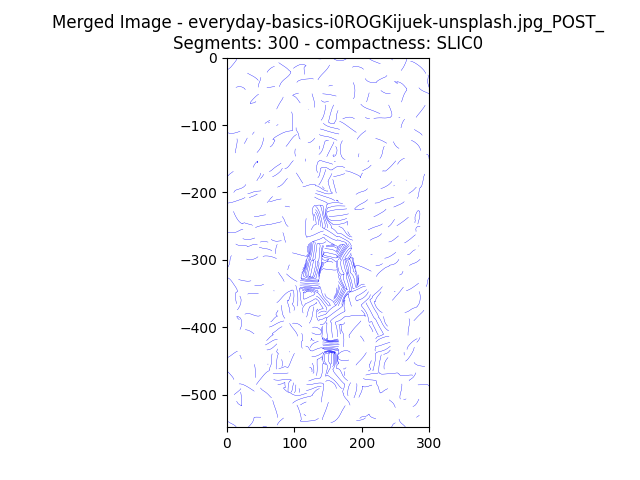 Merged Image - everyday-basics-i0ROGKijuek-unsplash.jpg_POST_
Segments: 300 - compactness: SLIC0
0
−100
−200
−300
−400
−500
0 100 200 300